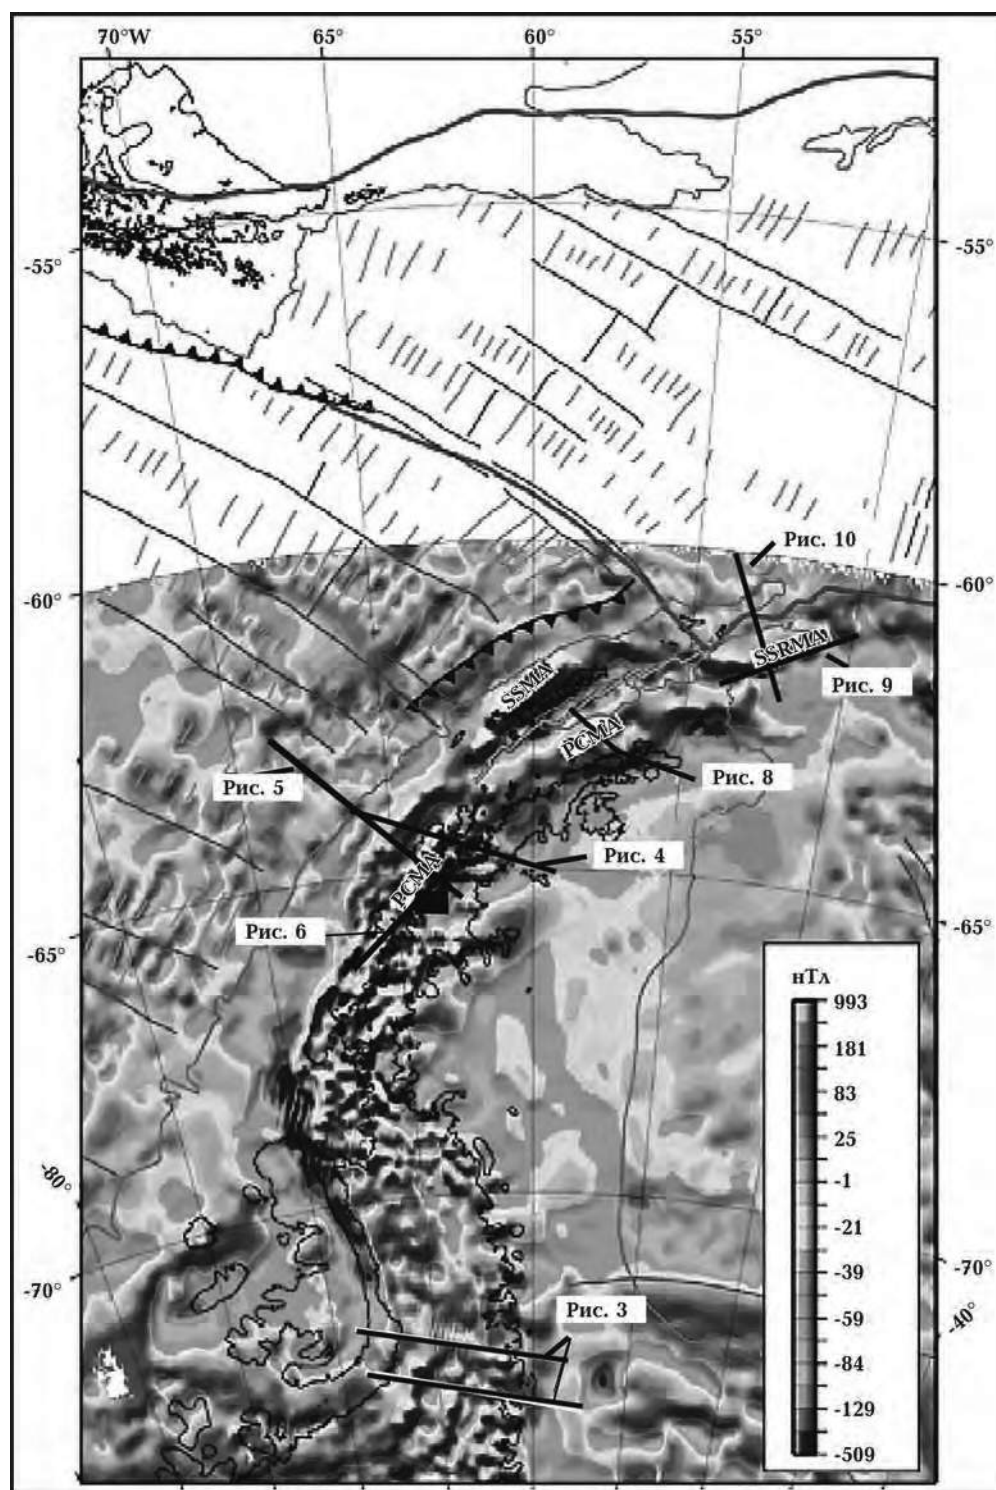 70°W 65° 60° 55°
-55° -55°
Рис. 10
-60° -60°
SSRMA
SSMA
Рис. 9
PCMA
Рис. 5
Рис. 8
Рис. 4
PCMA
Рис. 6
-65° -65°
нТл
993
181
83
25
-1
-21
-39
-59
-84
-129
-509
-80°
-70° -70°
Рис. 3
-40°